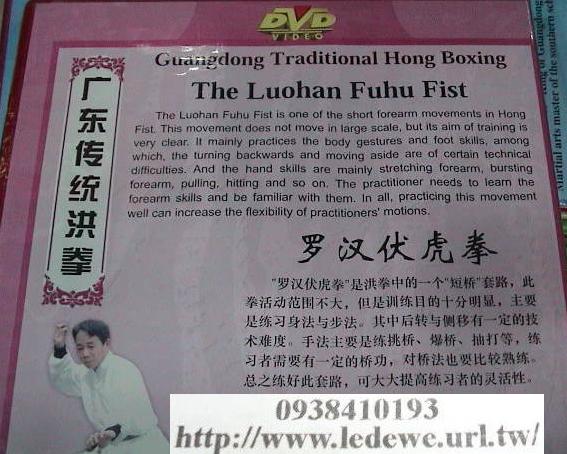 DVD
VIDEO
Guangdong Traditional Hong Boxing
The Luohan Fuhu Fist
The Luohan Fuhu Fist is one of the short forearm movements in Hong
Fist. This movement does not move in large scale, but its aim of training is
very clear. It mainly practices the body gestures and foot skills, among
which, the turning backwards and moving aside are of certain technical
difficulties. And the hand skills are mainly stretching forearm, bursting
forearm, pulling, hitting and so on. The practitioner needs to learn the
forearm skills and be familiar with them. In all, practicing this movement
well can increase the flexibility of practitioners' motions.
广东传统洪拳
罗汉伏虎拳
"罗汉伏虎拳"是洪拳中的一个"短桥"套路，此
拳活动范围不大，但是训练目的十分明显，主要
是练习身法与步法。其中后转与侧移有一定的技
术难度。手法主要是练挑桥、爆桥、抽打等，练
习者需要有一定的桥功，对桥法也要比较熟练。
总之练好此套路，可大大提高练习者的灵活性。
0938410193
http://www.ledewe.url.tw/
of Guangdong
Martial arts master of the southern sch